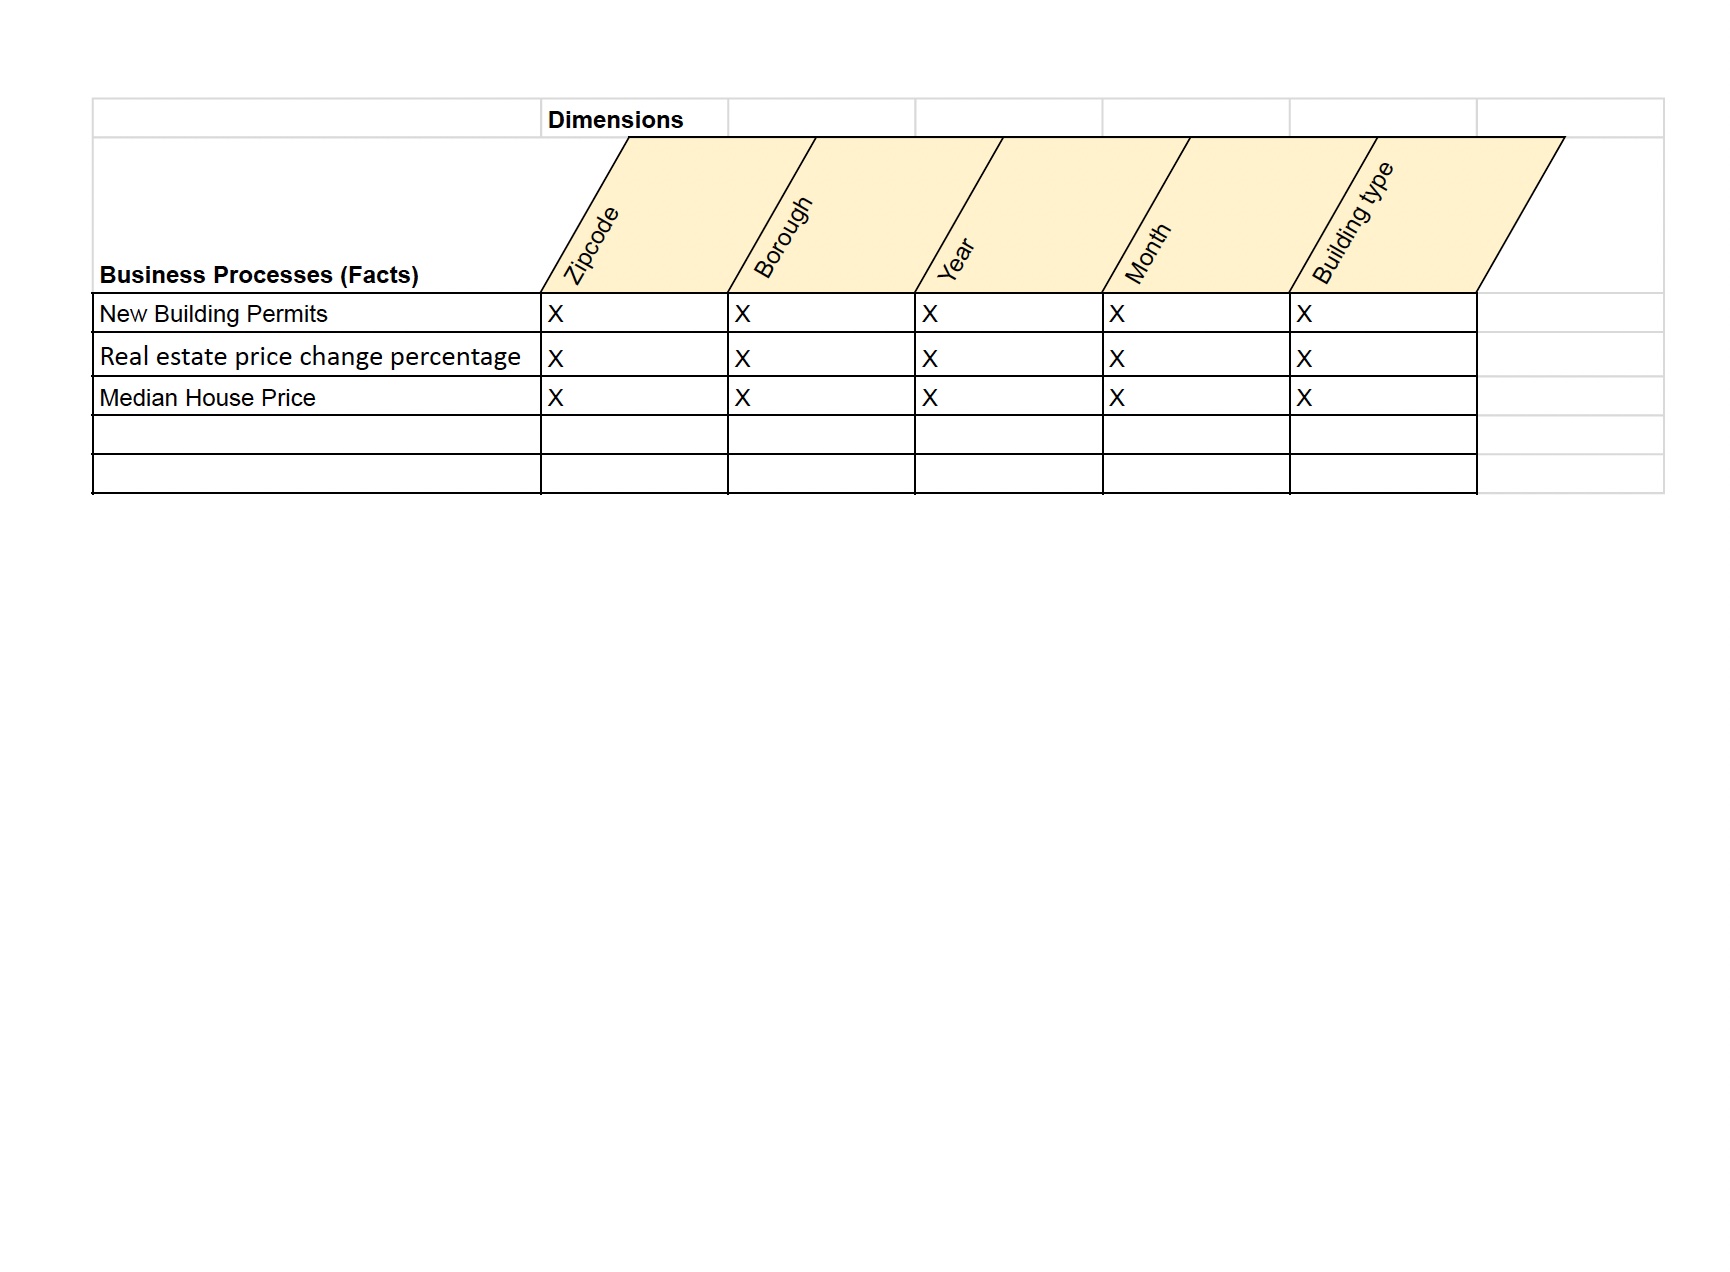 Dimensions
Zipcode Borough Year Month Building type
Business Processes (Facts)
New Building Permits X X X X X
Real estate price change percentage X X X X X
Median House Price X X X X X